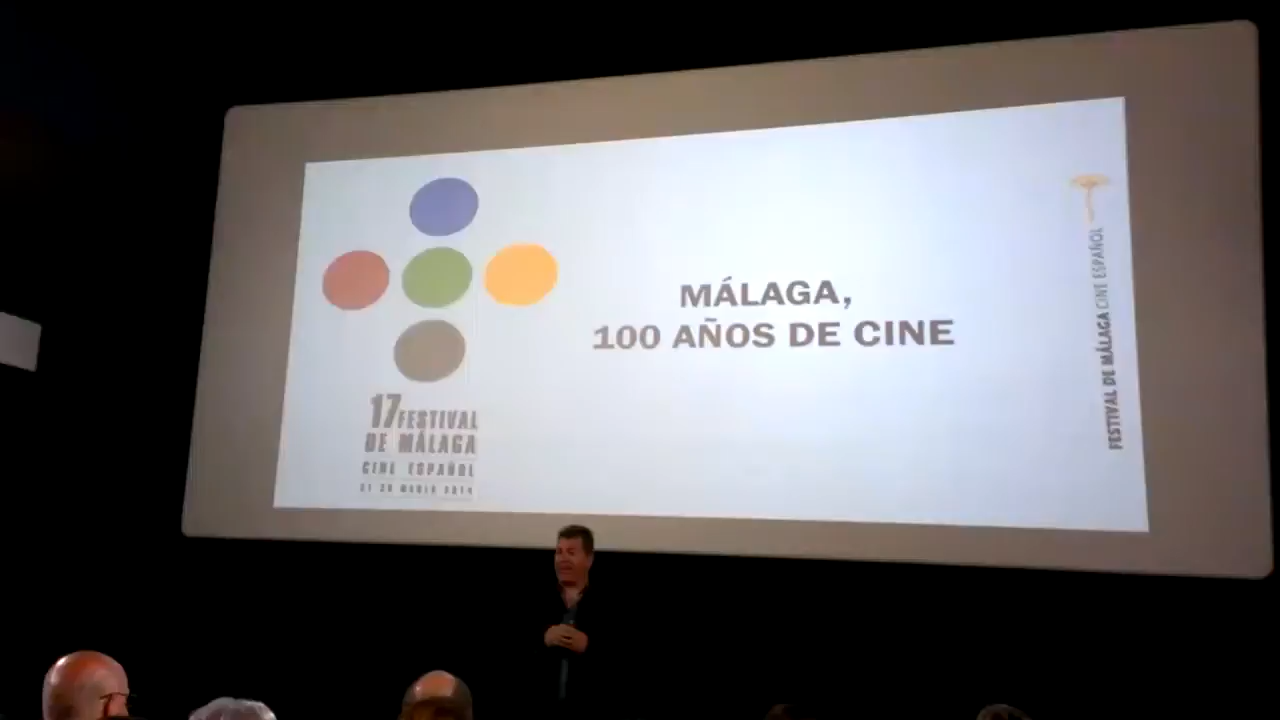 MÁLAGA,
100 AÑOS DE CINE
17 FESTIVAL
DE MÁLAGA
CINE ESPAÑOL
FESTIVAL DE MÁLAGA CINE ESPAÑOL